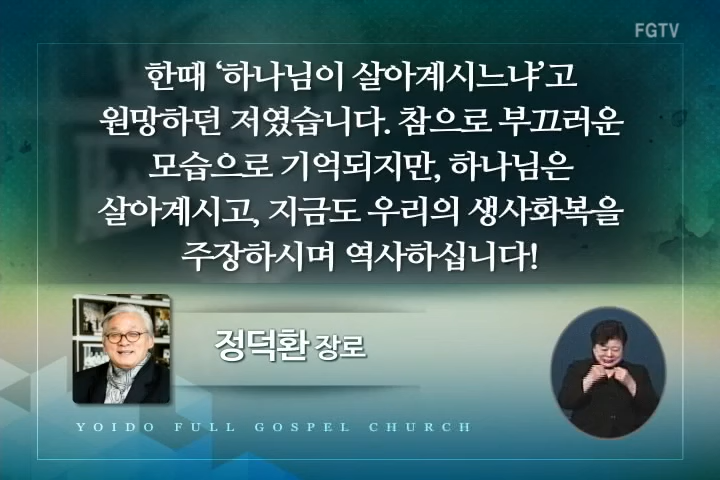 FGTV
한때 ‘하나님이 살아계시느냐’고
원망하던 저였습니다. 참으로 부끄러운
모습으로 기억되지만, 하나님은
살아계시고, 지금도 우리의 생사화복을
주장하시며 역사하십니다!
정덕환 장로
YOIDO FULL GOSPEL CHURCH